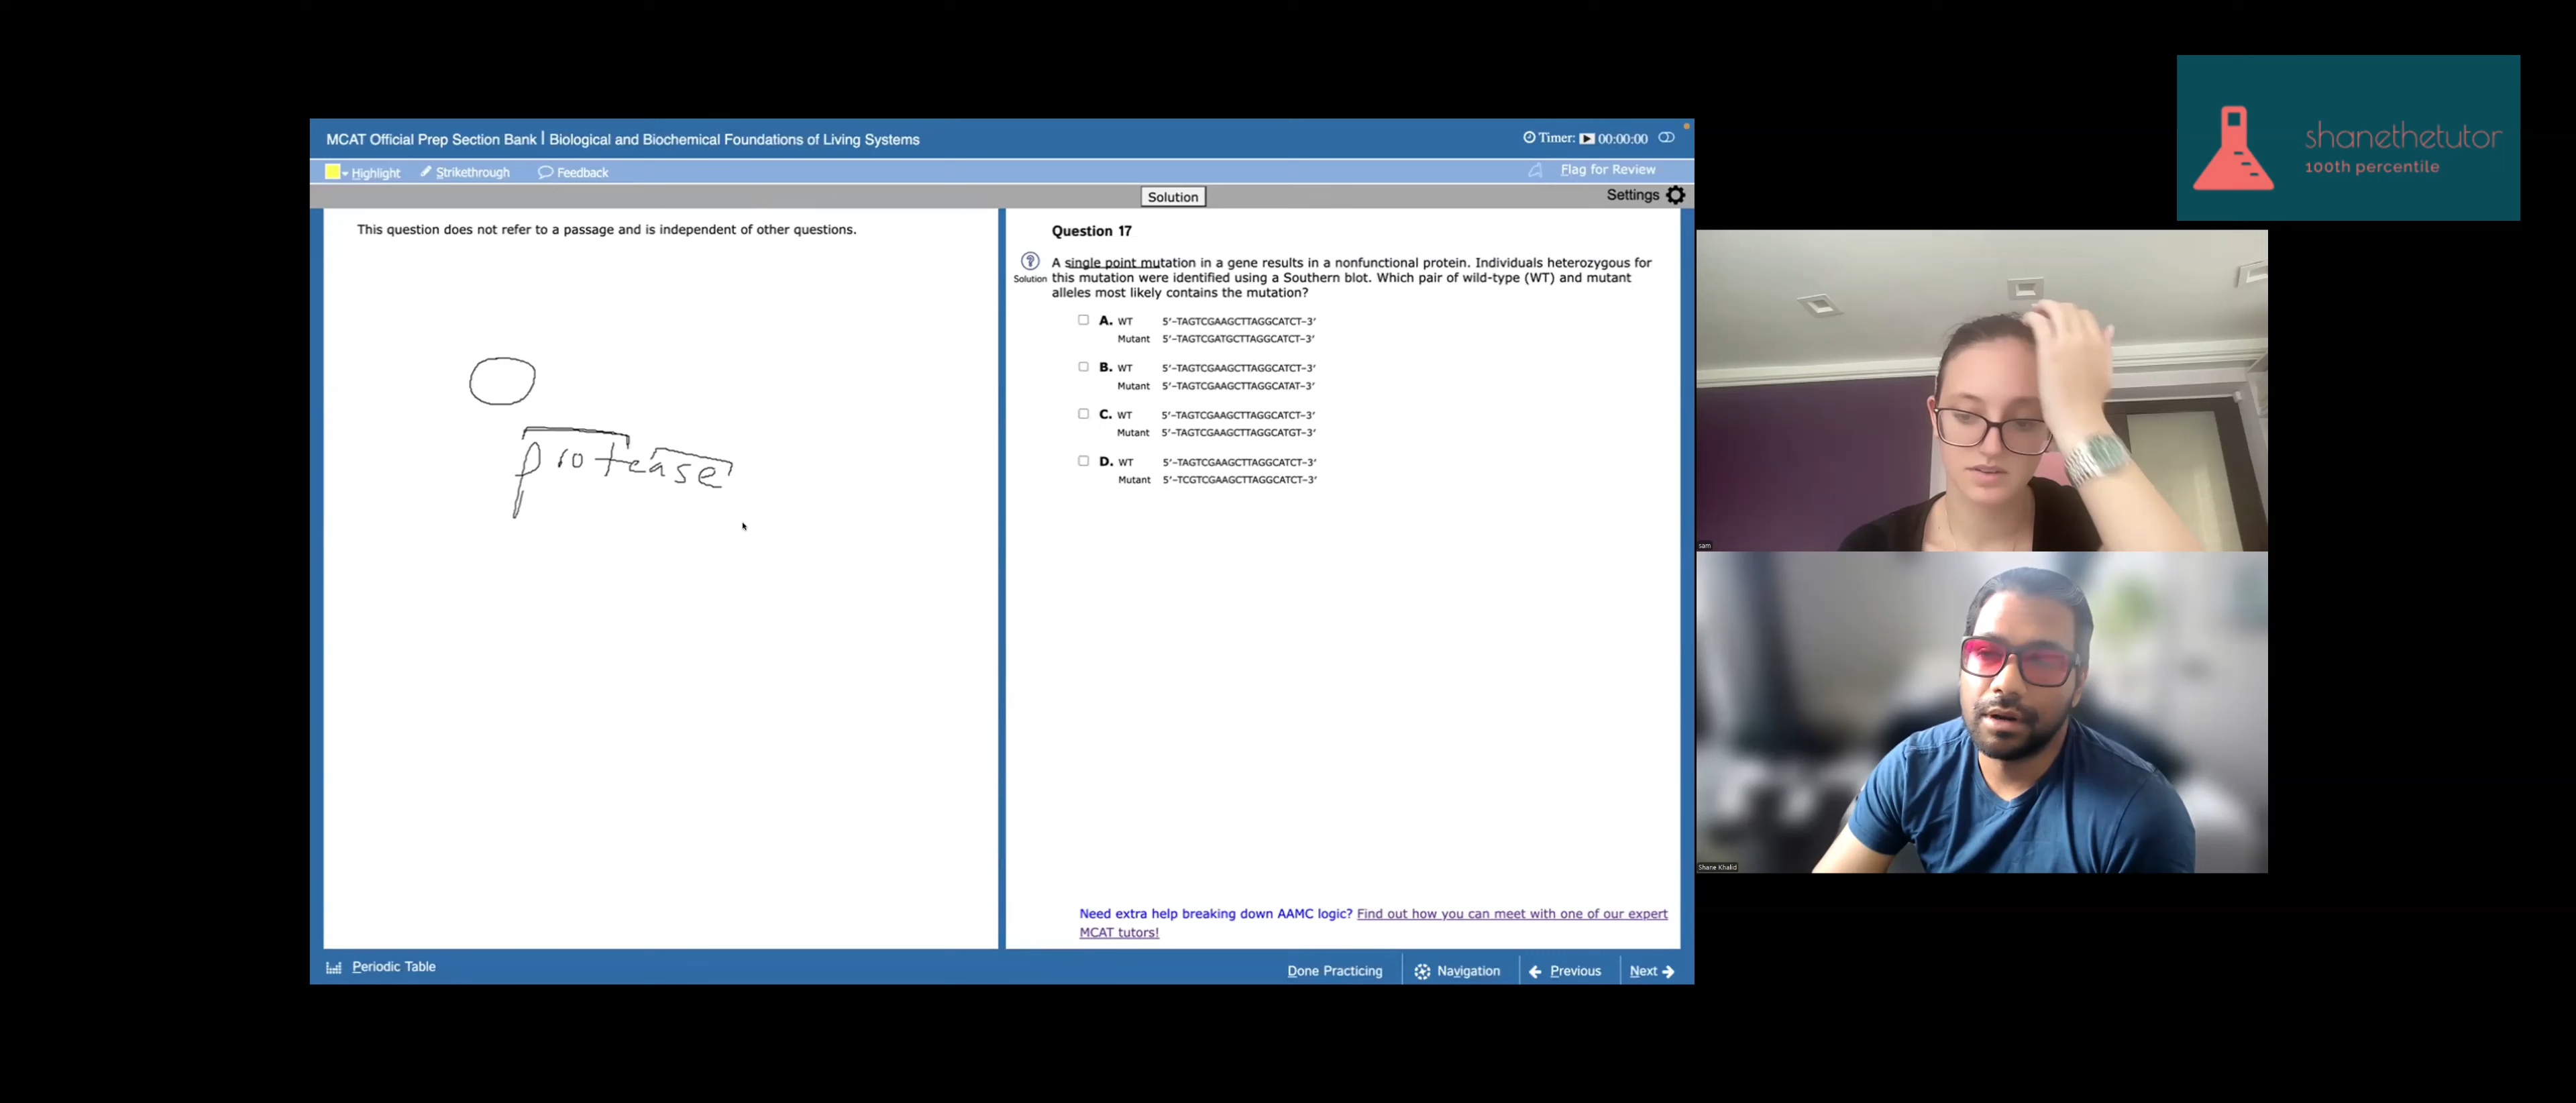 shanethetutor
100th percentile
MCAT Official Prep Section Bank | Biological and Biochemical Foundations of Living Systems
Timer: 00:00:00
Highlight
Strikethrough
Feedback
Flag for Review
Solution
Settings
This question does not refer to a passage and is independent of other questions.
protease
Question 17
Solution
A single point mutation in a gene results in a nonfunctional protein. Individuals heterozygous for
this mutation were identified using a Southern blot. Which pair of wild-type (WT) and mutant
alleles most likely contains the mutation?
A. WT 5’-TAGTCGAAGCTTAGGCATCT-3’
Mutant 5’-TAGTCGATGCTTAGGCATCT-3’
B. WT 5’-TAGTCGAAGCTTAGGCATCT-3’
Mutant 5’-TAGTCGAAGCTTAGGCATAT-3’
C. WT 5’-TAGTCGAAGCTTAGGCATCT-3’
Mutant 5’-TAGTCGAAGCTTAGGCATGT-3’
D. WT 5’-TAGTCGAAGCTTAGGCATCT-3’
Mutant 5’-TCGTCGAAGCTTAGGCATCT-3’
Need extra help breaking down AAMC logic? Find out how you can meet with one of our expert
MCAT tutors!
Periodic Table
Done Practicing
Navigation
Previous
Next
sam
Shane Khalid